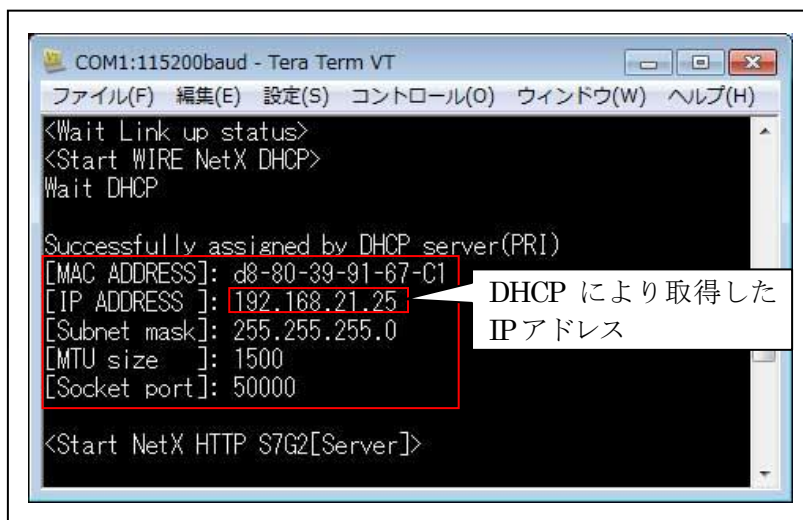 COM1:115200baud - Tera Term VT
ファイル(F) 編集(E) 設定(S) コントロール(O) ウィンドウ(W) ヘルプ(H)
<Wait Link up status>
<Start WIRE NetX DHCP>
Wait DHCP
Successfully assigned by DHCP server(PRI)
[MAC ADDRESS]: d8-80-39-91-67-C1
[IP ADDRESS ]: 192.168.21.25
[Subnet mask]: 255.255.255.0
[MTU size   ]: 1500
[Socket port]: 50000
DHCP により取得した
IPアドレス
<Start NetX HTTP S7G2[Server]>